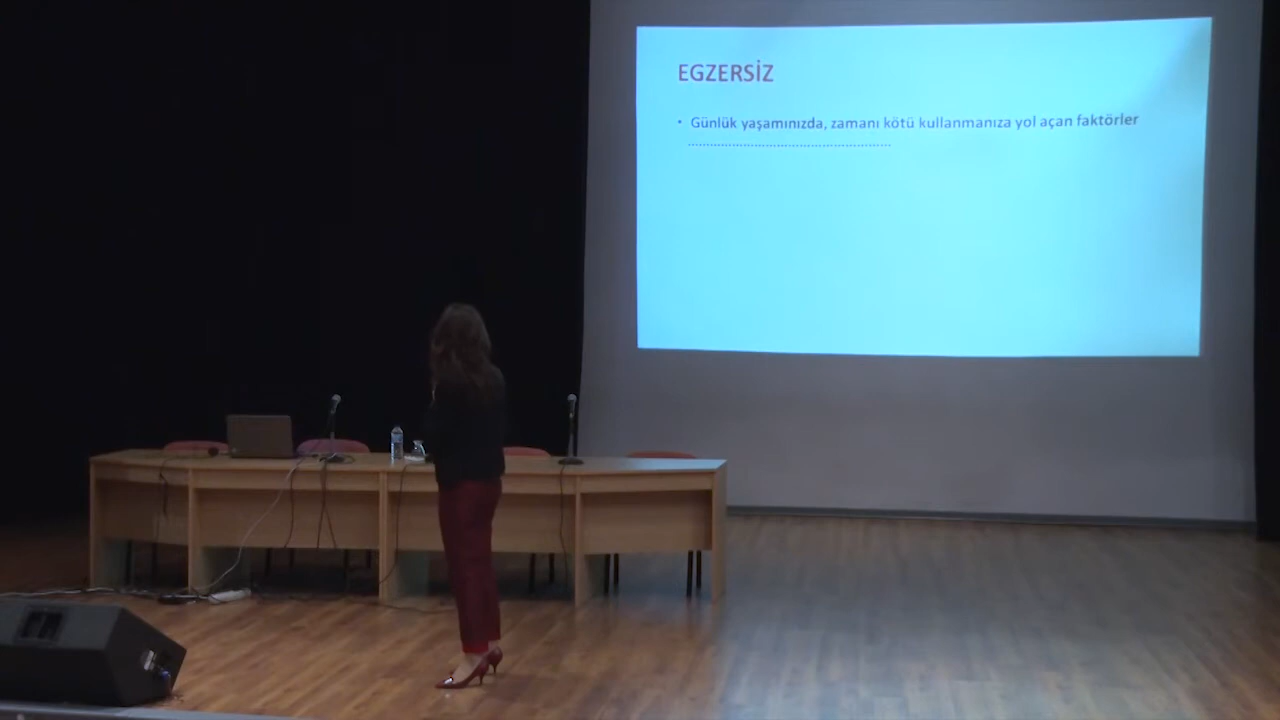 EGZERSİZ
• Günlük yaşamınızda, zamanı kötü kullanmanıza yol açan faktörler
....................................................